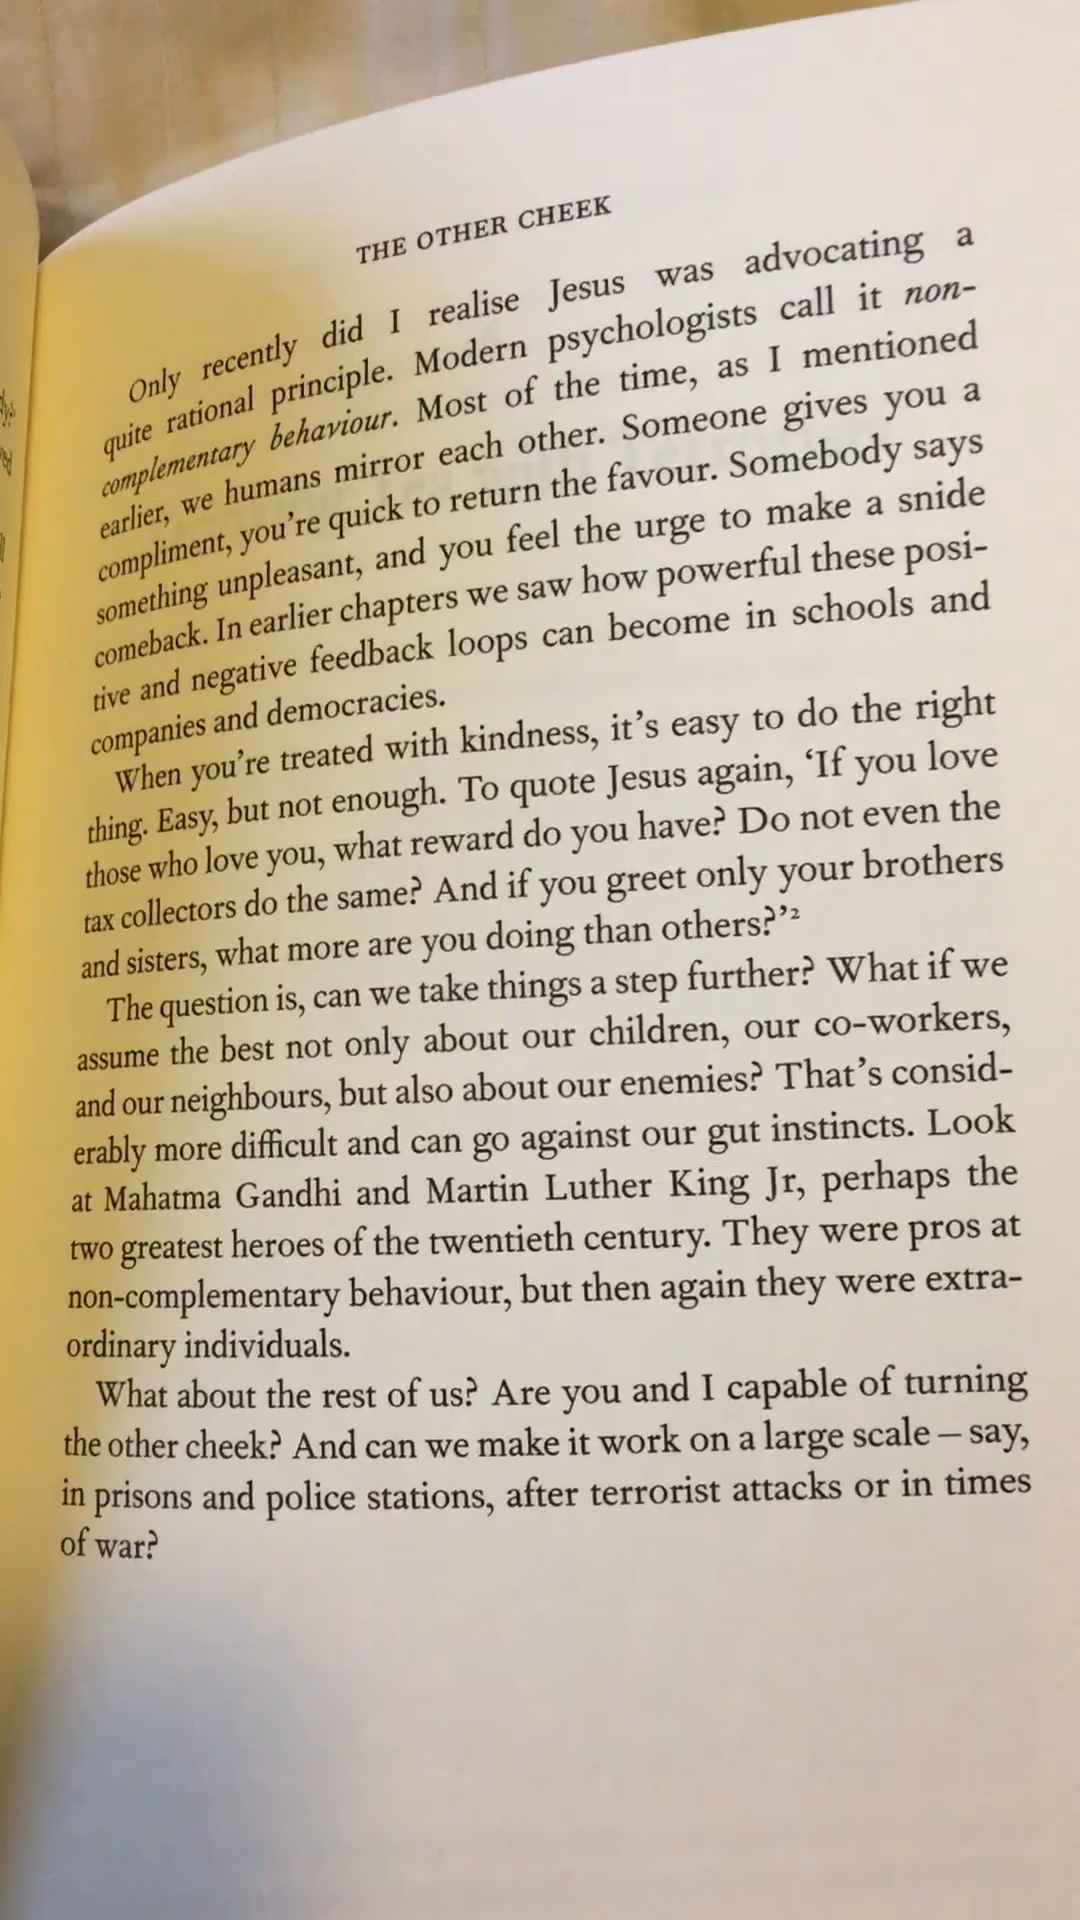 THE OTHER CHEEK
Only recently did I realise Jesus was advocating a
quite rational principle. Modern psychologists call it non-
complementary behaviour. Most of the time, as I mentioned
earlier, we humans mirror each other. Someone gives you a
compliment, you're quick to return the favour. Somebody says
something unpleasant, and you feel the urge to make a snide
comeback. In earlier chapters we saw how powerful these posi-
tive and negative feedback loops can become in schools and
companies and democracies.
When you're treated with kindness, it's easy to do the right
thing. Easy, but not enough. To quote Jesus again, ‘If you love
those who love you, what reward do you have? Do not even the
tax collectors do the same? And if you greet only your brothers
and sisters, what more are you doing than others?’²
The question is, can we take things a step further? What if we
assume the best not only about our children, our co-workers,
and our neighbours, but also about our enemies? That's consid-
erably more difficult and can go against our gut instincts. Look
at Mahatma Gandhi and Martin Luther King Jr, perhaps the
two greatest heroes of the twentieth century. They were pros at
non-complementary behaviour, but then again they were extra-
ordinary individuals.
What about the rest of us? Are you and I capable of turning
the other cheek? And can we make it work on a large scale – say,
in prisons and police stations, after terrorist attacks or in times
of war?